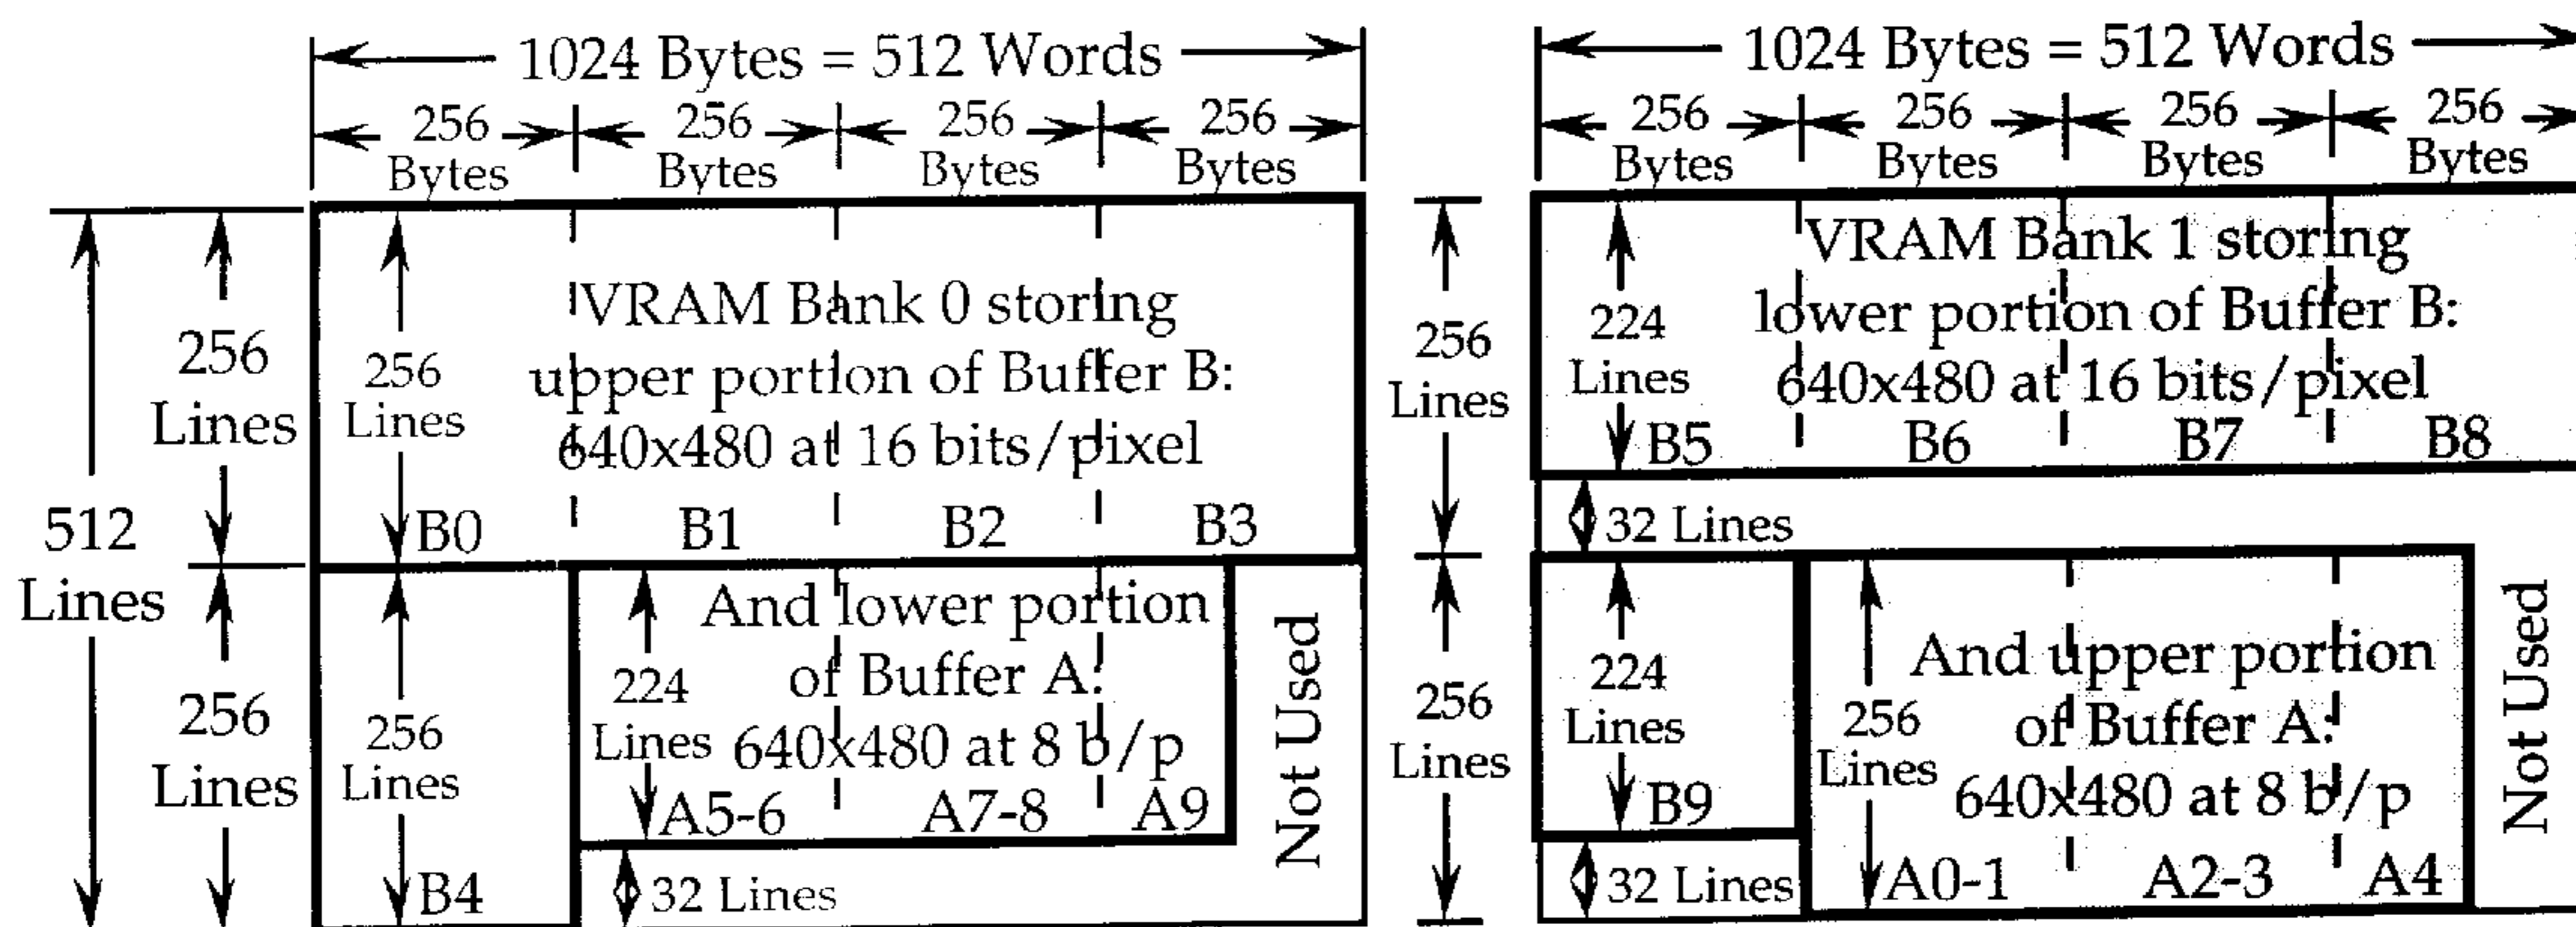 1024 Bytes = 512 Words
256 256 256 256
Bytes Bytes Bytes Bytes
512
Lines
256
Lines
256
Lines
256
Lines
VRAM Bank 0 storing
upper portion of Buffer B:
640x480 at 16 bits/pixel
B0 B1 B2 B3
256
Lines
B4
And lower portion
of Buffer A:
640x480 at 8 b/p
224
Lines
A5-6 A7-8 A9
32 Lines
Not Used
1024 Bytes = 512 Words
256 256 256 256
Bytes Bytes Bytes Bytes
256
Lines
256
Lines
224
Lines
VRAM Bank 1 storing
lower portion of Buffer B:
640x480 at 16 bits/pixel
B5 B6 B7 B8
32 Lines
224
Lines
B9
32 Lines
256
Lines
And upper portion
of Buffer A:
640x480 at 8 b/p
A0-1 A2-3 A4
Not Used